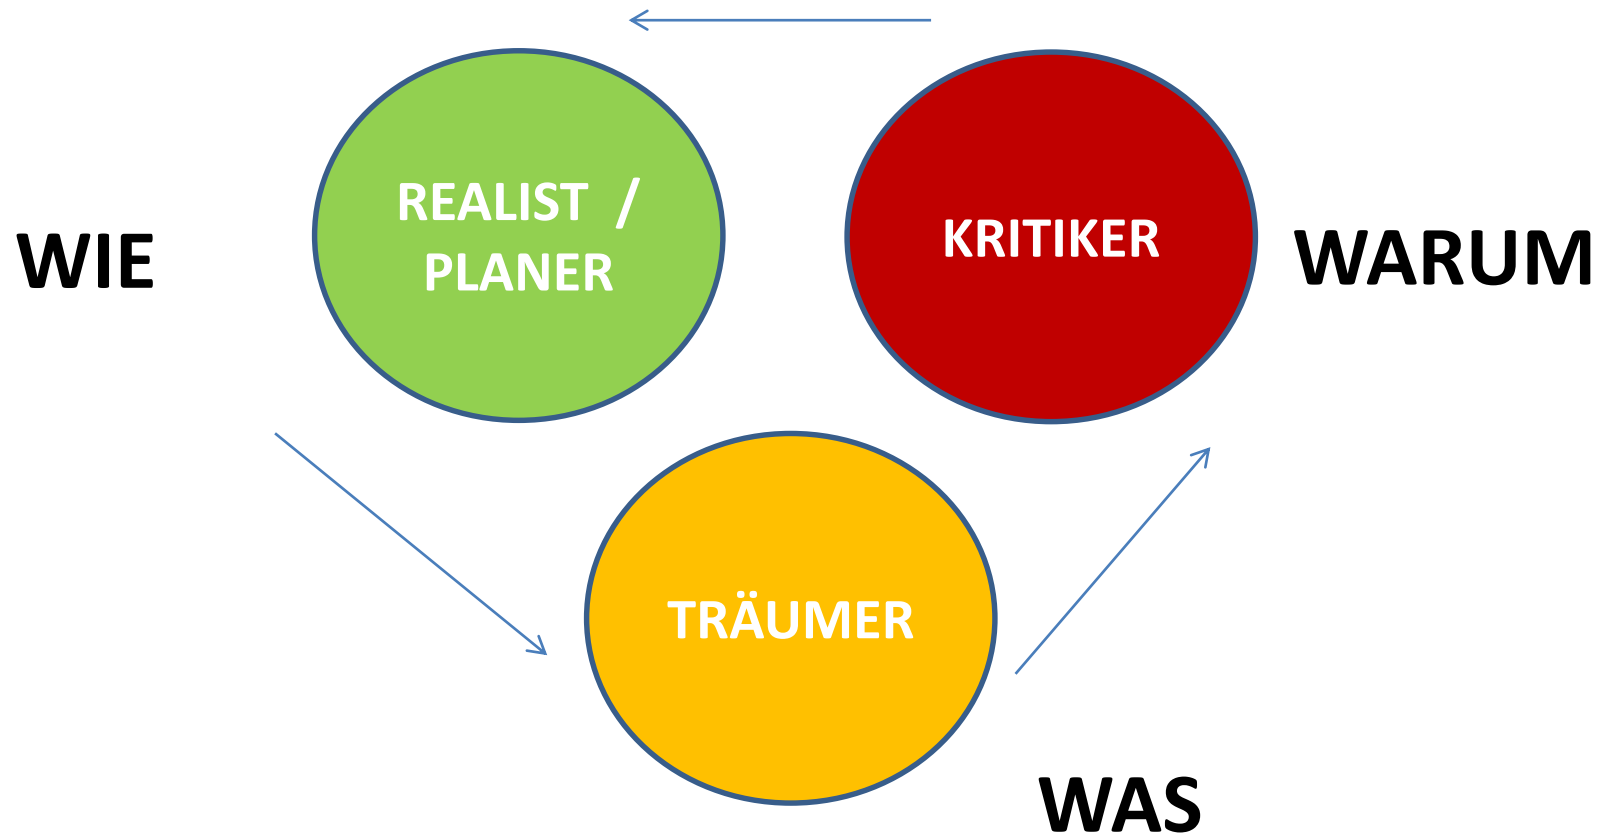 REALIST /
PLANER
KRITIKER
WIE
WARUM
TRÄUMER
WAS